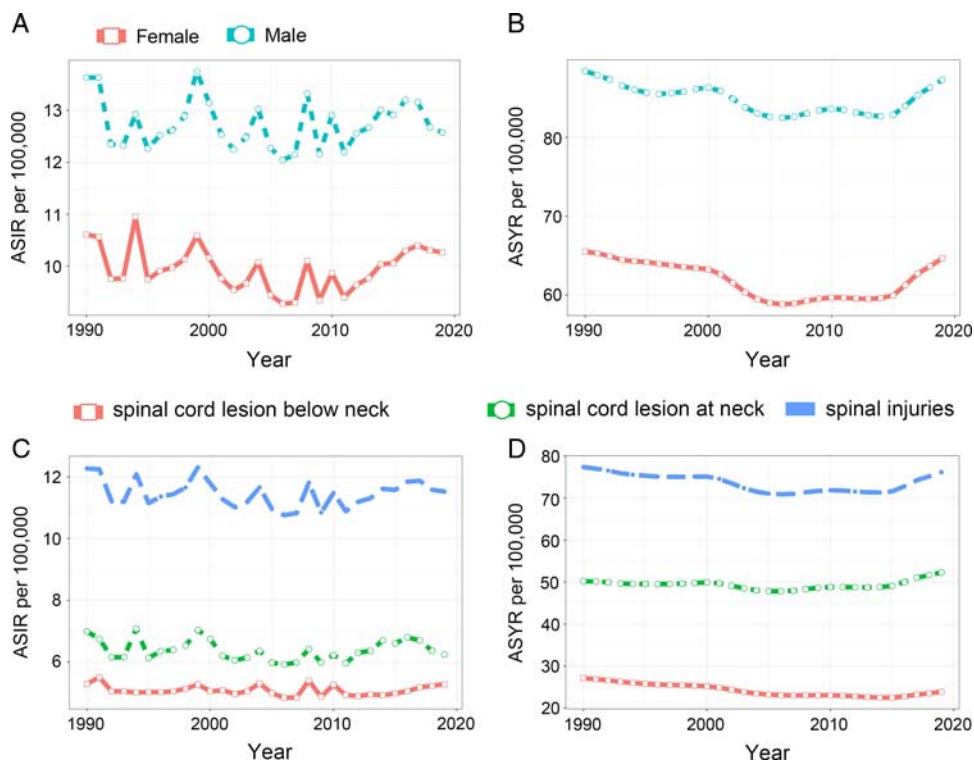 A
Female Male
ASIR per 100,000
13
12
11
10
1990 2000 2010 2020
Year
B
ASYR per 100,000
80
70
60
1990 2000 2010 2020
Year
spinal cord lesion below neck spinal cord lesion at neck spinal injuries
C
ASIR per 100,000
12
10
8
6
1990 2000 2010 2020
Year
D
ASYR per 100,000
80
70
60
50
40
30
20
1990 2000 2010 2020
Year